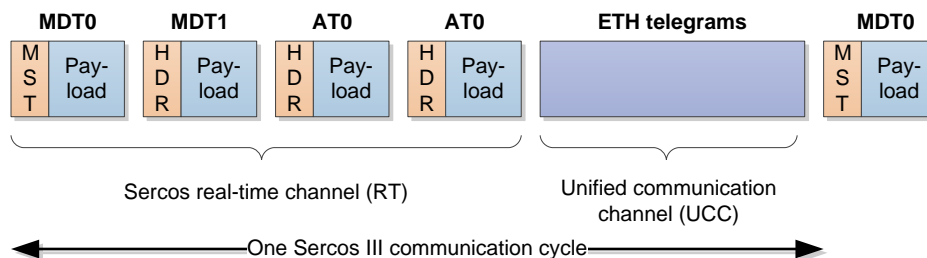 MDT0 MDT1 AT0 AT0 ETH telegrams MDT0
M S T Pay- load H D R Pay- load H D R Pay- load H D R Pay- load M S T Pay- load
Sercos real-time channel (RT)
Unified communication
channel (UCC)
One Sercos III communication cycle